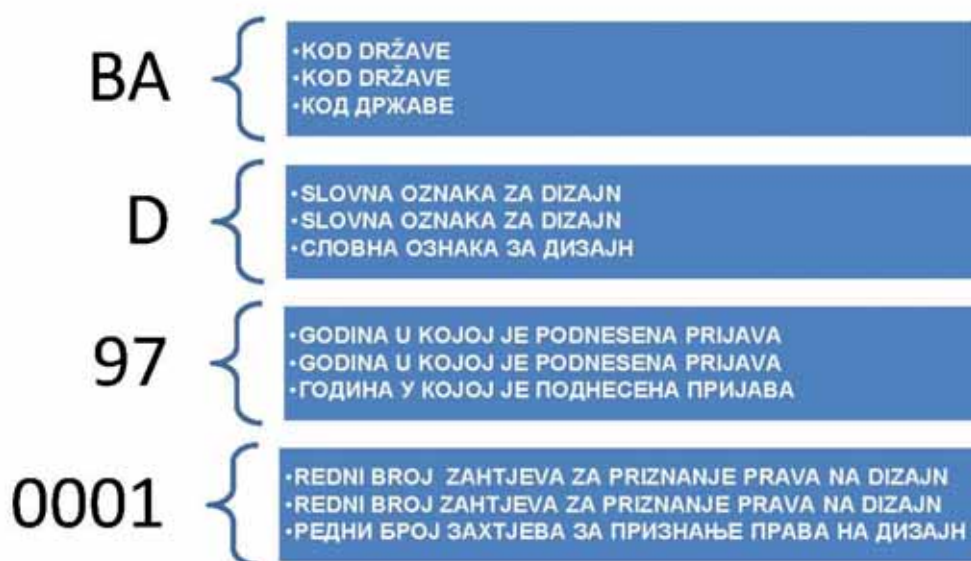 BA
•KOD DRŽAVE
•KOD DRŽAVE
•КОД ДРЖАВЕ
D
•SLOVNA OZNAKA ZA DIZAJN
•SLOVNA OZNAKA ZA DIZAJN
•СЛОВНА ОЗНАКА ЗА ДИЗАЈН
97
•GODINA U KOJOJ JE PODNESENA PRIJAVA
•GODINA U KOJOJ JE PODNESENA PRIJAVA
•ГОДИНА У КОЈОЈ ЈЕ ПОДНЕСЕНА ПРИЈАВА
0001
•REDNI BROJ ZAHTJEVA ZA PRIZNANJE PRAVA NA DIZAJN
•REDNI BROJ ZAHTJEVA ZA PRIZNANJE PRAVA NA DIZAJN
•РЕДНИ БРОЈ ЗАХТЈЕВА ЗА ПРИЗНАЊЕ ПРАВА НА ДИЗАЈН